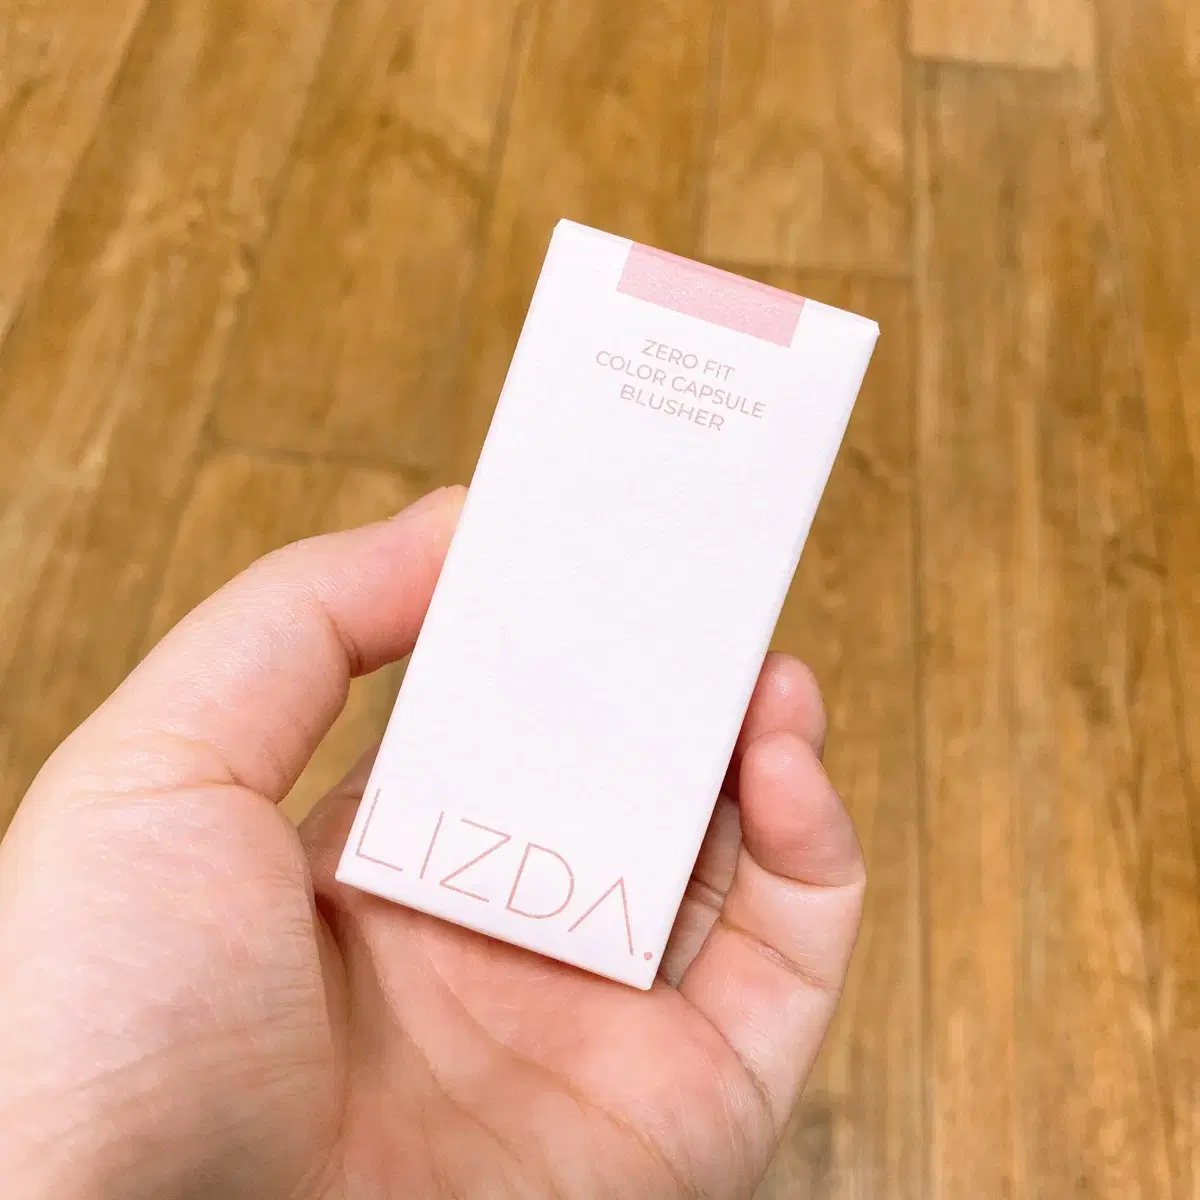 ZERO FIT
COLOR CAPSULE
BLUSHER
LIZDA.